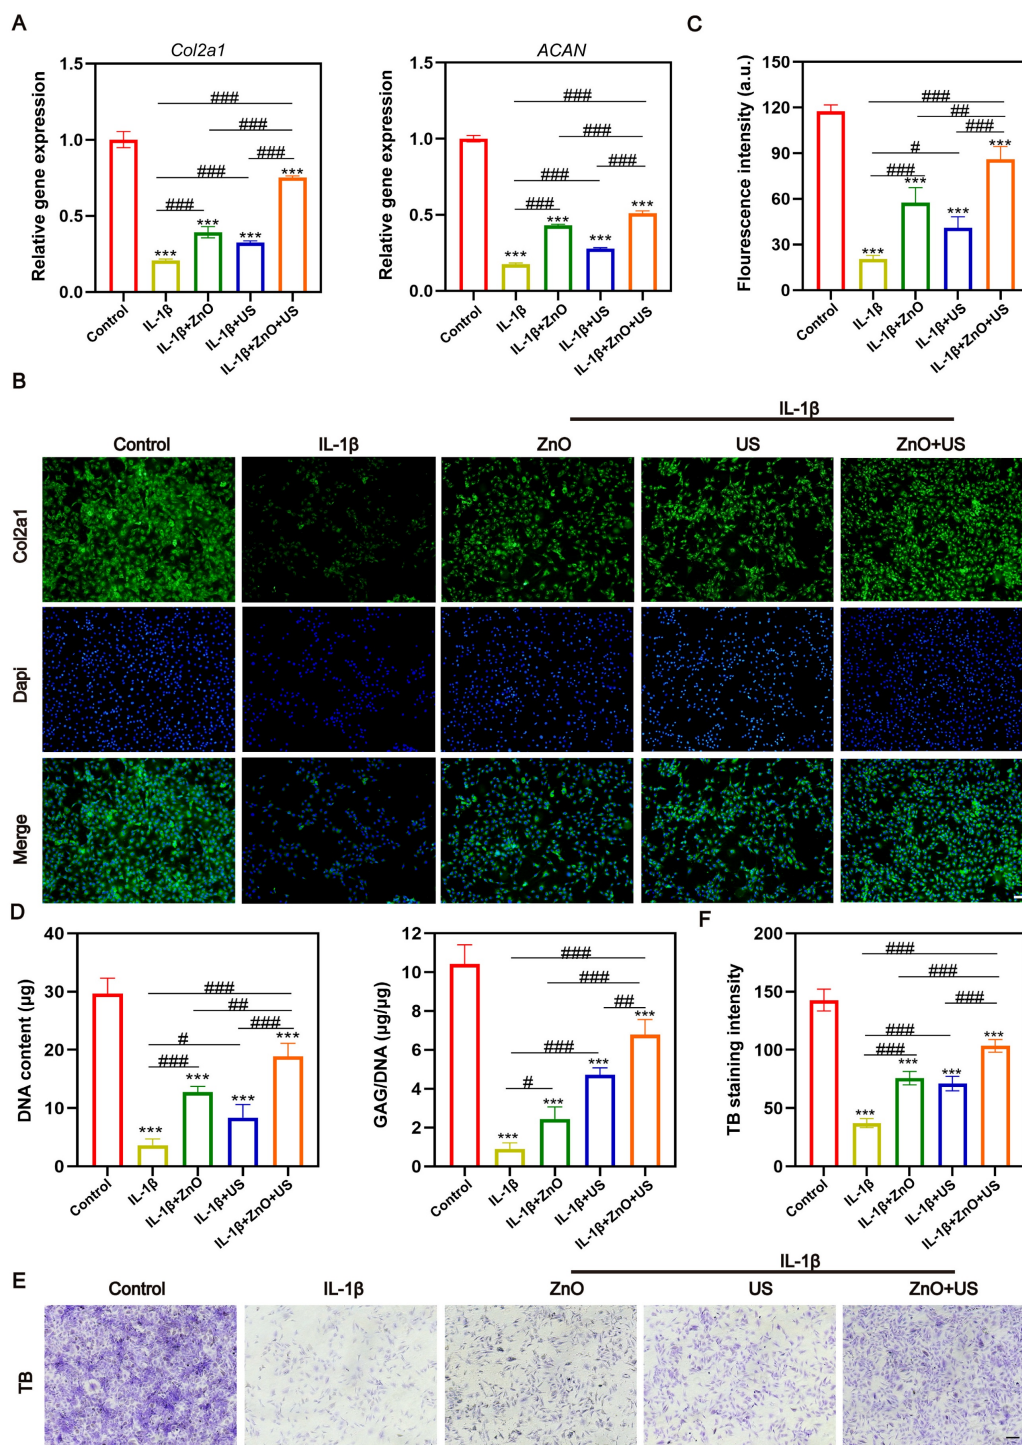 A
Col2a1
Relative gene expression
1.5
1.0
0.5
0.0
###
###
###
###
###
***
***
***
***
Control
IL-1β
IL-1β+ZnO
IL-1β+US
IL-1β+ZnO+US
ACAN
Relative gene expression
1.5
1.0
0.5
0.0
###
###
###
###
###
***
***
***
***
Control
IL-1β
IL-1β+ZnO
IL-1β+US
IL-1β+ZnO+US
C
Flourescence intensity (a.u.)
150
120
90
60
30
0
###
##
###
#
###
***
***
***
***
Control
IL-1β
IL-1β+ZnO
IL-1β+US
IL-1β+ZnO+US
B
IL-1β
Control IL-1β ZnO US ZnO+US
Col2a1
Dapi
Merge
D
DNA content (μg)
40
30
20
10
0
###
##
###
#
###
***
***
***
***
Control
IL-1β
IL-1β+ZnO
IL-1β+US
IL-1β+ZnO+US
GAG/DNA (μg/μg)
12
10
8
6
4
2
0
###
###
##
###
#
***
***
***
***
Control
IL-1β
IL-1β+ZnO
IL-1β+US
IL-1β+ZnO+US
F
TB staining intensity
200
150
100
50
0
###
###
###
###
###
***
***
***
***
Control
IL-1β
IL-1β+ZnO
IL-1β+US
IL-1β+ZnO+US
E
IL-1β
Control IL-1β ZnO US ZnO+US
TB